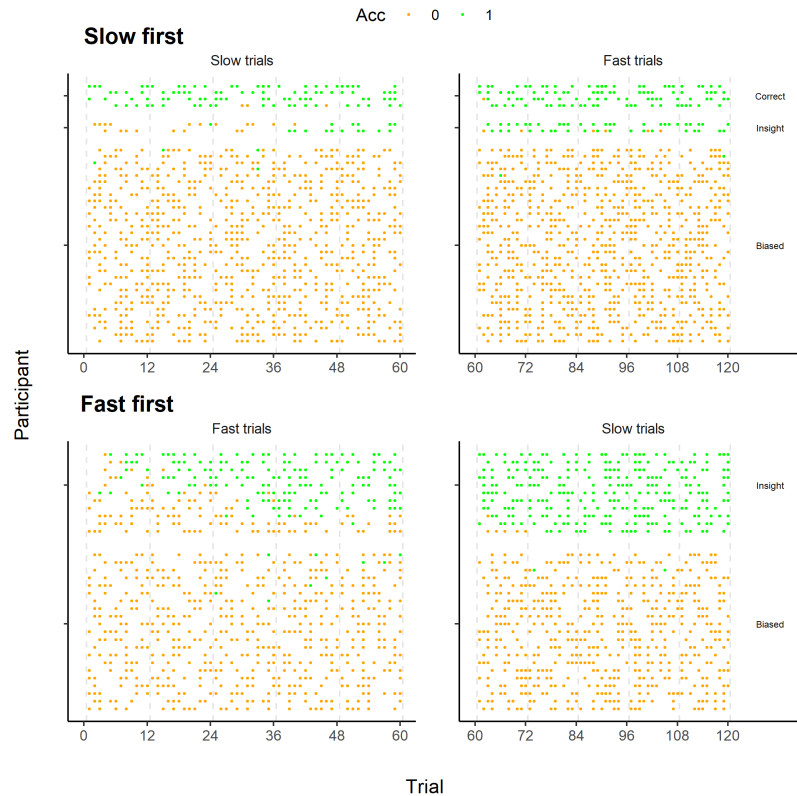 Acc 0 1
Slow first
Slow trials Fast trials
Correct
Insight
Biased
0 12 24 36 48 60 60 72 84 96 108 120
Participant
Fast first
Fast trials Slow trials
Insight
Biased
0 12 24 36 48 60 60 72 84 96 108 120
Trial